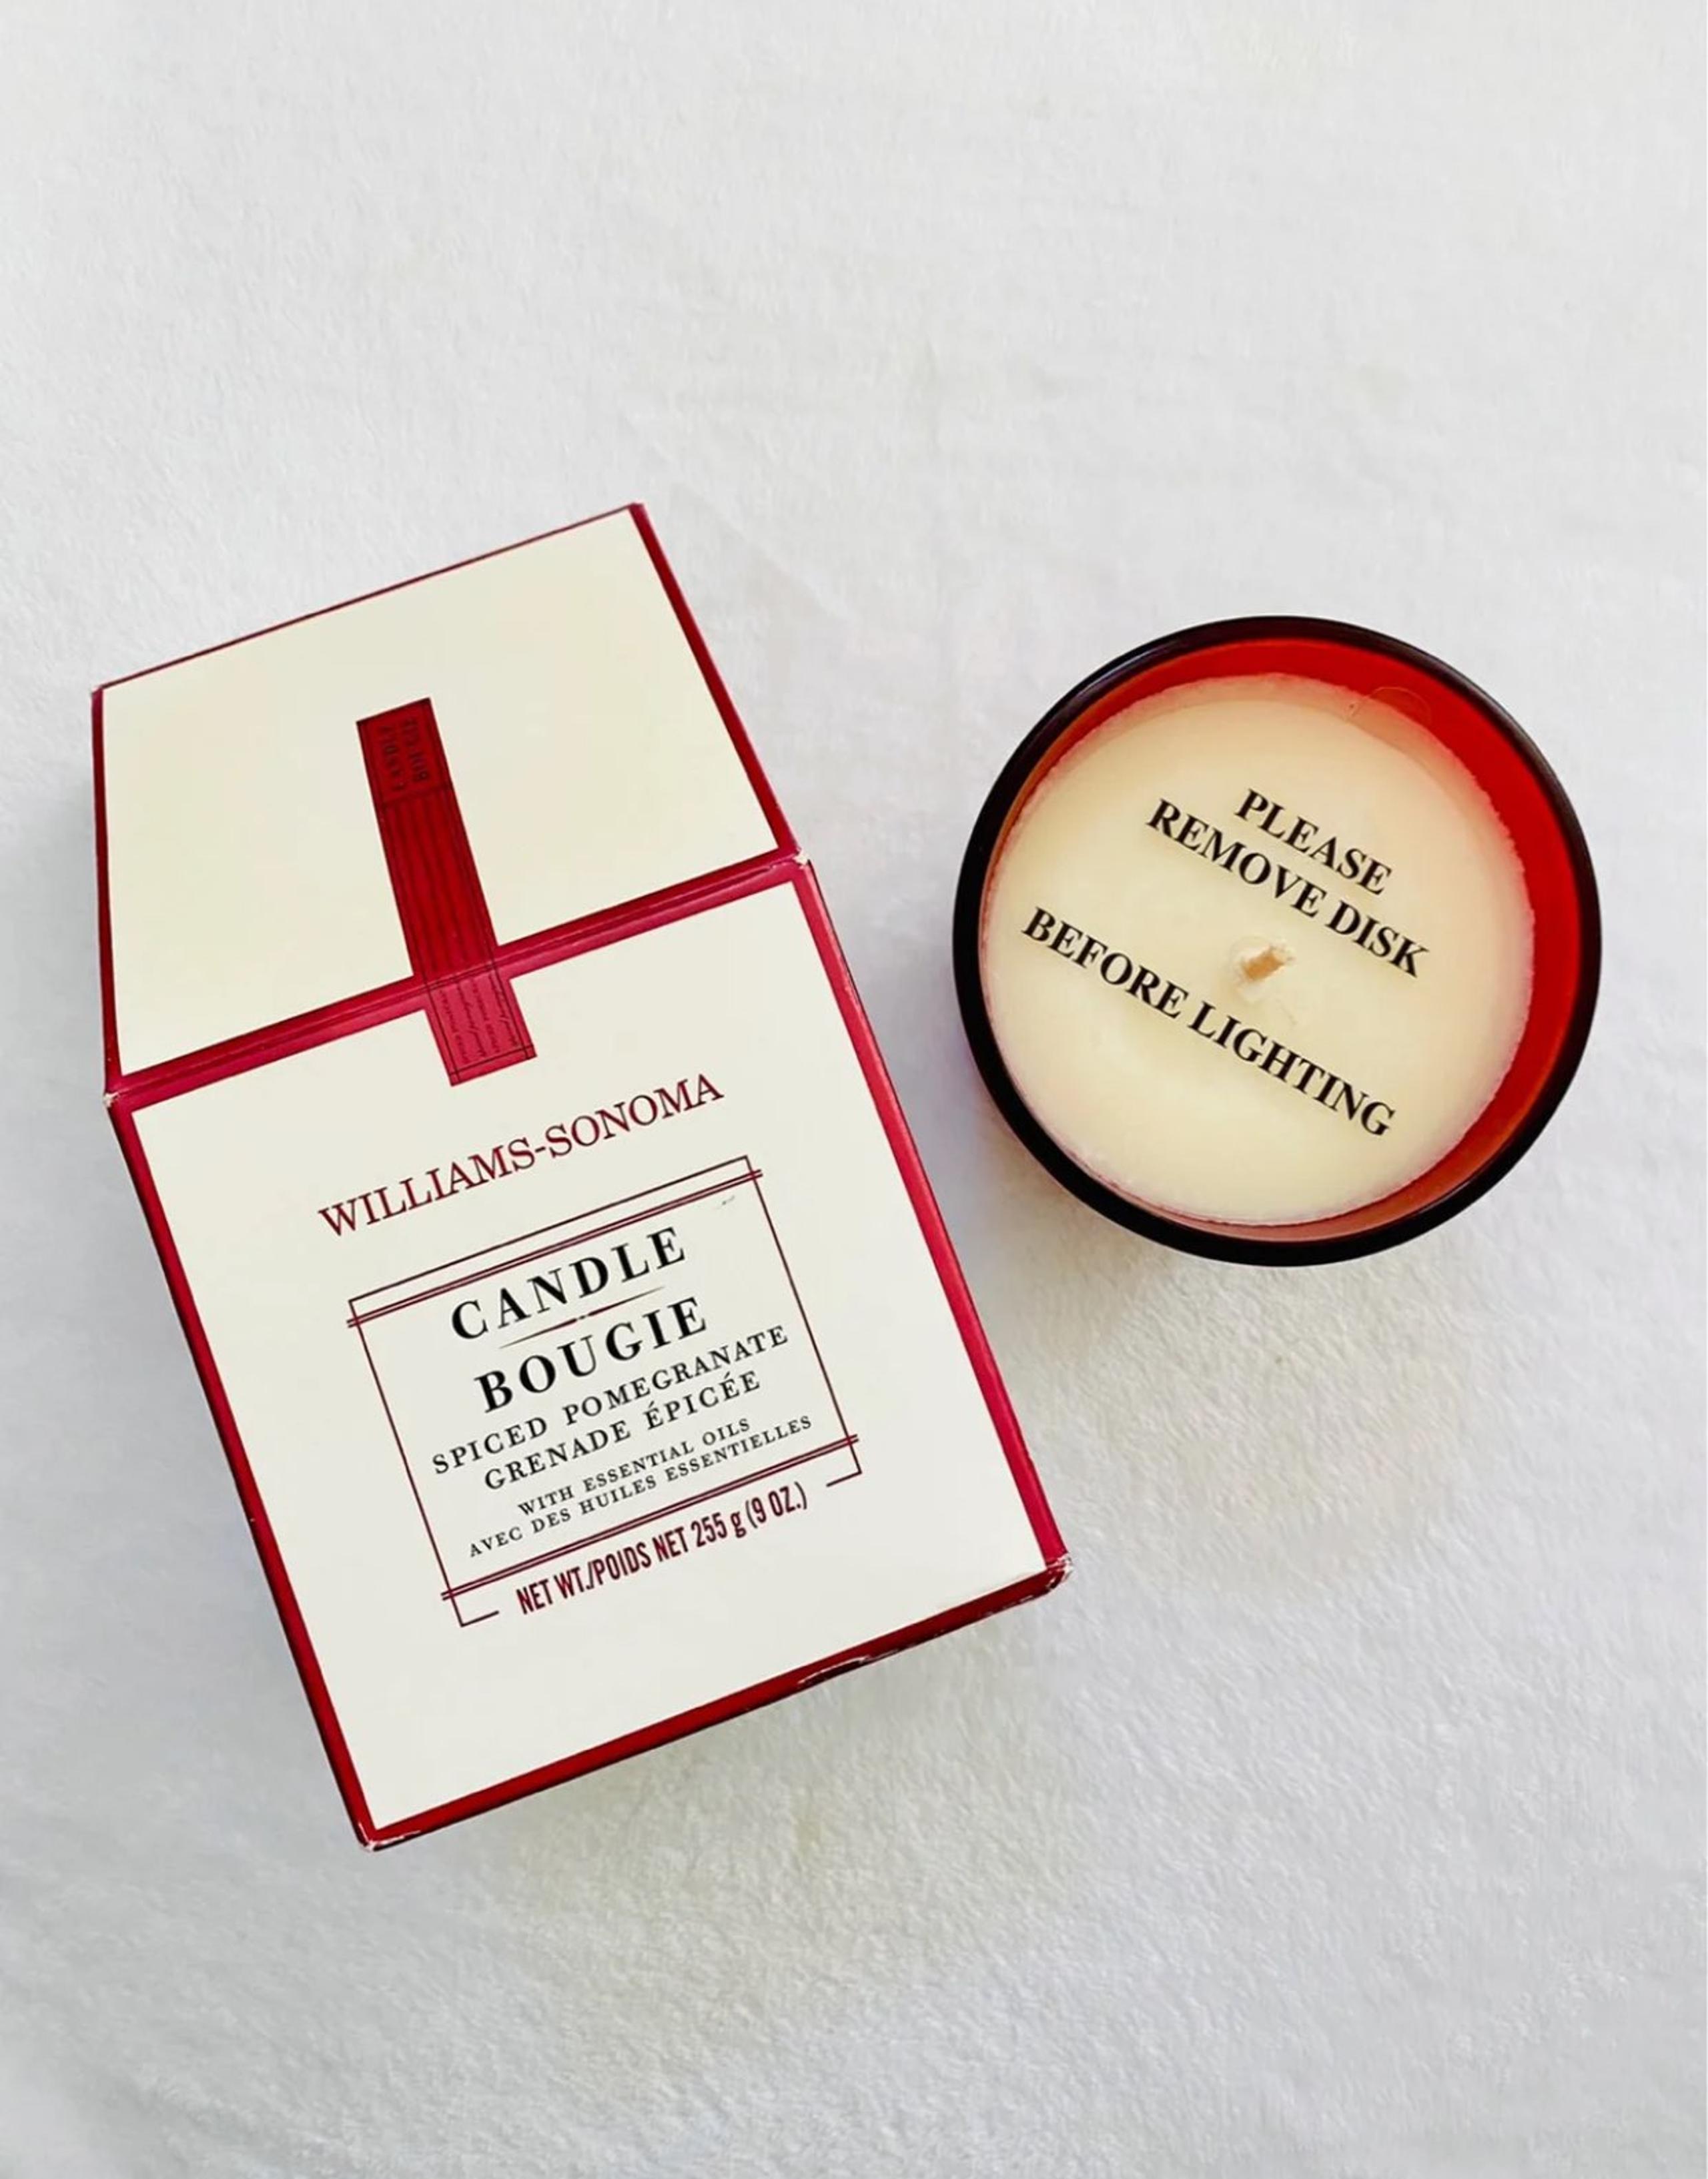 WILLIAMS-SONOMA
CANDLE
BOUGIE
SPICED POMEGRANATE
GRENADE ÉPICÉE
WITH ESSENTIAL OILS
AVEC DES HUILES ESSENTIELLES
NET WT./POIDS NET 255 g (9 OZ.)
PLEASE
REMOVE DISK
BEFORE LIGHTING